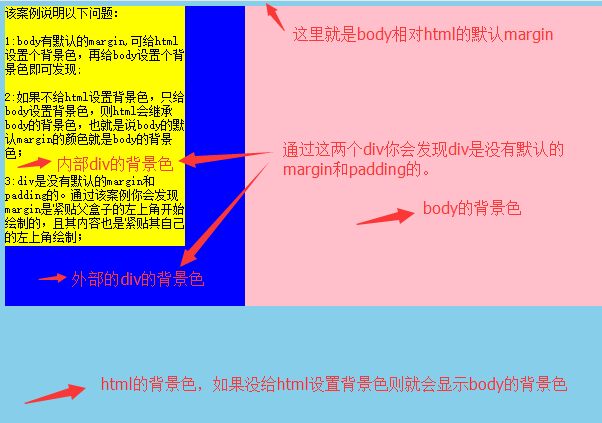 该案例说明以下问题：
1:body有默认的margin,可给html
设置个背景色，再给body设置个背
景色即可发现;
2:如果不给html设置背景色，只给
body设置背景色，则html会继承
body的背景色，也就是说body的默
认margin的颜色就是body的背景
色；
3:div是没有默认的margin和
padding的。通过该案例你会发现
margin是紧贴父盒子的左上角开始
绘制的，且其内容也是紧贴其自己
的左上角绘制；
内部div的背景色
外部的div的背景色
这里就是body相对html的默认margin
通过这两个div你会发现div是没有默认的
margin和padding的。
body的背景色
html的背景色，如果没给html设置背景色则就会显示body的背景色